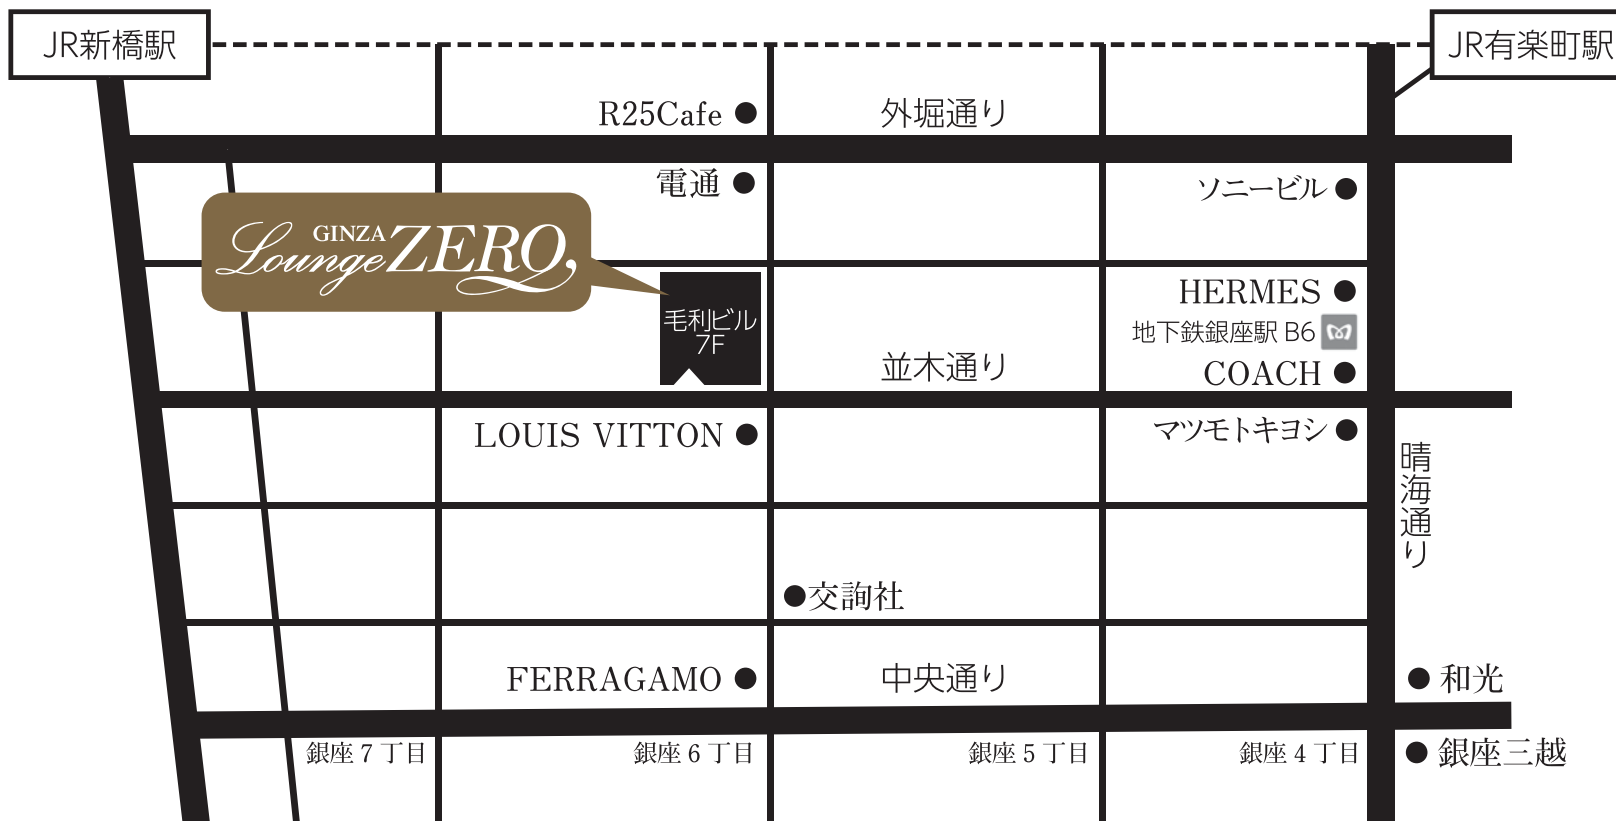 JR新橋駅
JR有楽町駅
R25Cafe
外堀通り
電通
ソニービル
GINZA
Lounge ZERO
HERMES
毛利ビル
7F
地下鉄銀座駅 B6
並木通り
COACH
LOUIS VITTON
マツモトキヨシ
晴海通り
交詢社
FERRAGAMO
中央通り
和光
銀座 7 丁目
銀座 6 丁目
銀座 5 丁目
銀座 4 丁目
銀座三越